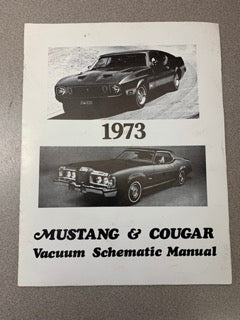 1973
MUSTANG & COUGAR
Vacuum Schematic Manual